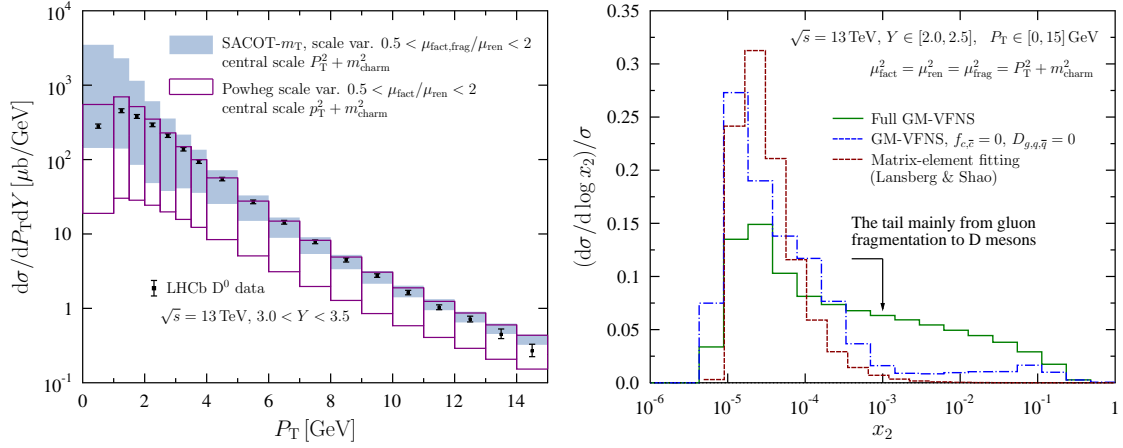 dσ/dP_T dY [μb/GeV]
10^4
10^3
10^2
10
1
10^-1
SACOT-m_T, scale var. 0.5 < μ_fact,frag/μ_ren < 2
central scale P_T^2 + m_charm^2
Powheg scale var. 0.5 < μ_fact/μ_ren < 2
central scale p_T^2 + m_charm^2
LHCb D^0 data
√s = 13 TeV, 3.0 < Y < 3.5
0 2 4 6 8 10 12 14
P_T [GeV]
(dσ/d log x_2)/σ
0.35
0.30
0.25
0.20
0.15
0.10
0.05
0.0
√s = 13 TeV, Y ∈ [2.0, 2.5], P_T ∈ [0, 15] GeV
μ_fact^2 = μ_ren^2 = μ_frag^2 = P_T^2 + m_charm^2
Full GM-VFNS
GM-VFNS, f_c,c̄ = 0, D_g,q,q̄ = 0
Matrix-element fitting
(Lansberg & Shao)
The tail mainly from gluon
fragmentation to D mesons
10^-6 10^-5 10^-4 10^-3 10^-2 10^-1 1
x_2